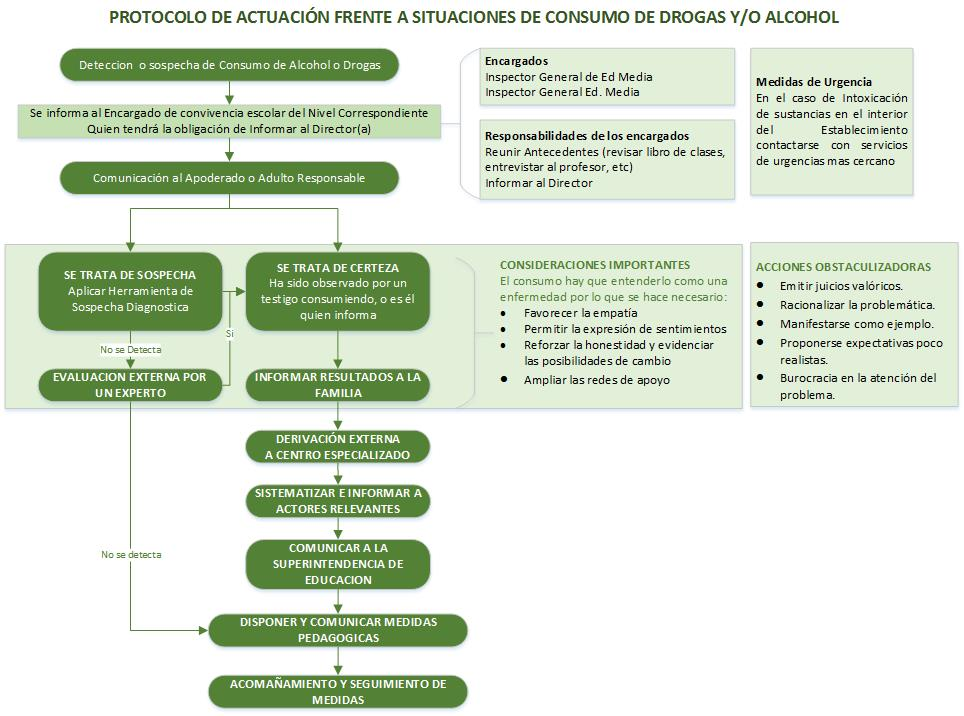 PROTOCOLO DE ACTUACIÓN FRENTE A SITUACIONES DE CONSUMO DE DROGAS Y/O ALCOHOL
Deteccion o sospecha de Consumo de Alcohol o Drogas
Se informa al Encargado de convivencia escolar del Nivel Correspondiente
Quien tendrá la obligación de Informar al Director(a)
Comunicación al Apoderado o Adulto Responsable
Encargados
Inspector General de Ed Media
Inspector General Ed. Media
Responsabilidades de los encargados
Reunir Antecedentes (revisar libro de clases,
entrevistar al profesor, etc)
Informar al Director
Medidas de Urgencia
En el caso de Intoxicación
de sustancias en el interior
del Establecimiento
contactarse con servicios
de urgencias mas cercano
SE TRATA DE SOSPECHA
Aplicar Herramienta de
Sospecha Diagnostica
No se Detecta
EVALUACION EXTERNA POR
UN EXPERTO
Si
SE TRATA DE CERTEZA
Ha sido observado por un
testigo consumiendo, o es él
quien informa
INFORMAR RESULTADOS A LA
FAMILIA
CONSIDERACIONES IMPORTANTES
El consumo hay que entenderlo como una
enfermedad por lo que se hace necesario:
• Favorecer la empatía
• Permitir la expresión de sentimientos
• Reforzar la honestidad y evidenciar
las posibilidades de cambio
• Ampliar las redes de apoyo
ACCIONES OBSTACULIZADORAS
• Emitir juicios valóricos.
• Racionalizar la problemática.
• Manifestarse como ejemplo.
• Proponerse expectativas poco
realistas.
• Burocracia en la atención del
problema.
DERIVACIÓN EXTERNA
A CENTRO ESPECIALIZADO
SISTEMATIZAR E INFORMAR A
ACTORES RELEVANTES
COMUNICAR A LA
SUPERINTENDENCIA DE
EDUCACION
No se detecta
DISPONER Y COMUNICAR MEDIDAS
PEDAGOGICAS
ACOMAÑAMIENTO Y SEGUIMIENTO DE
MEDIDAS